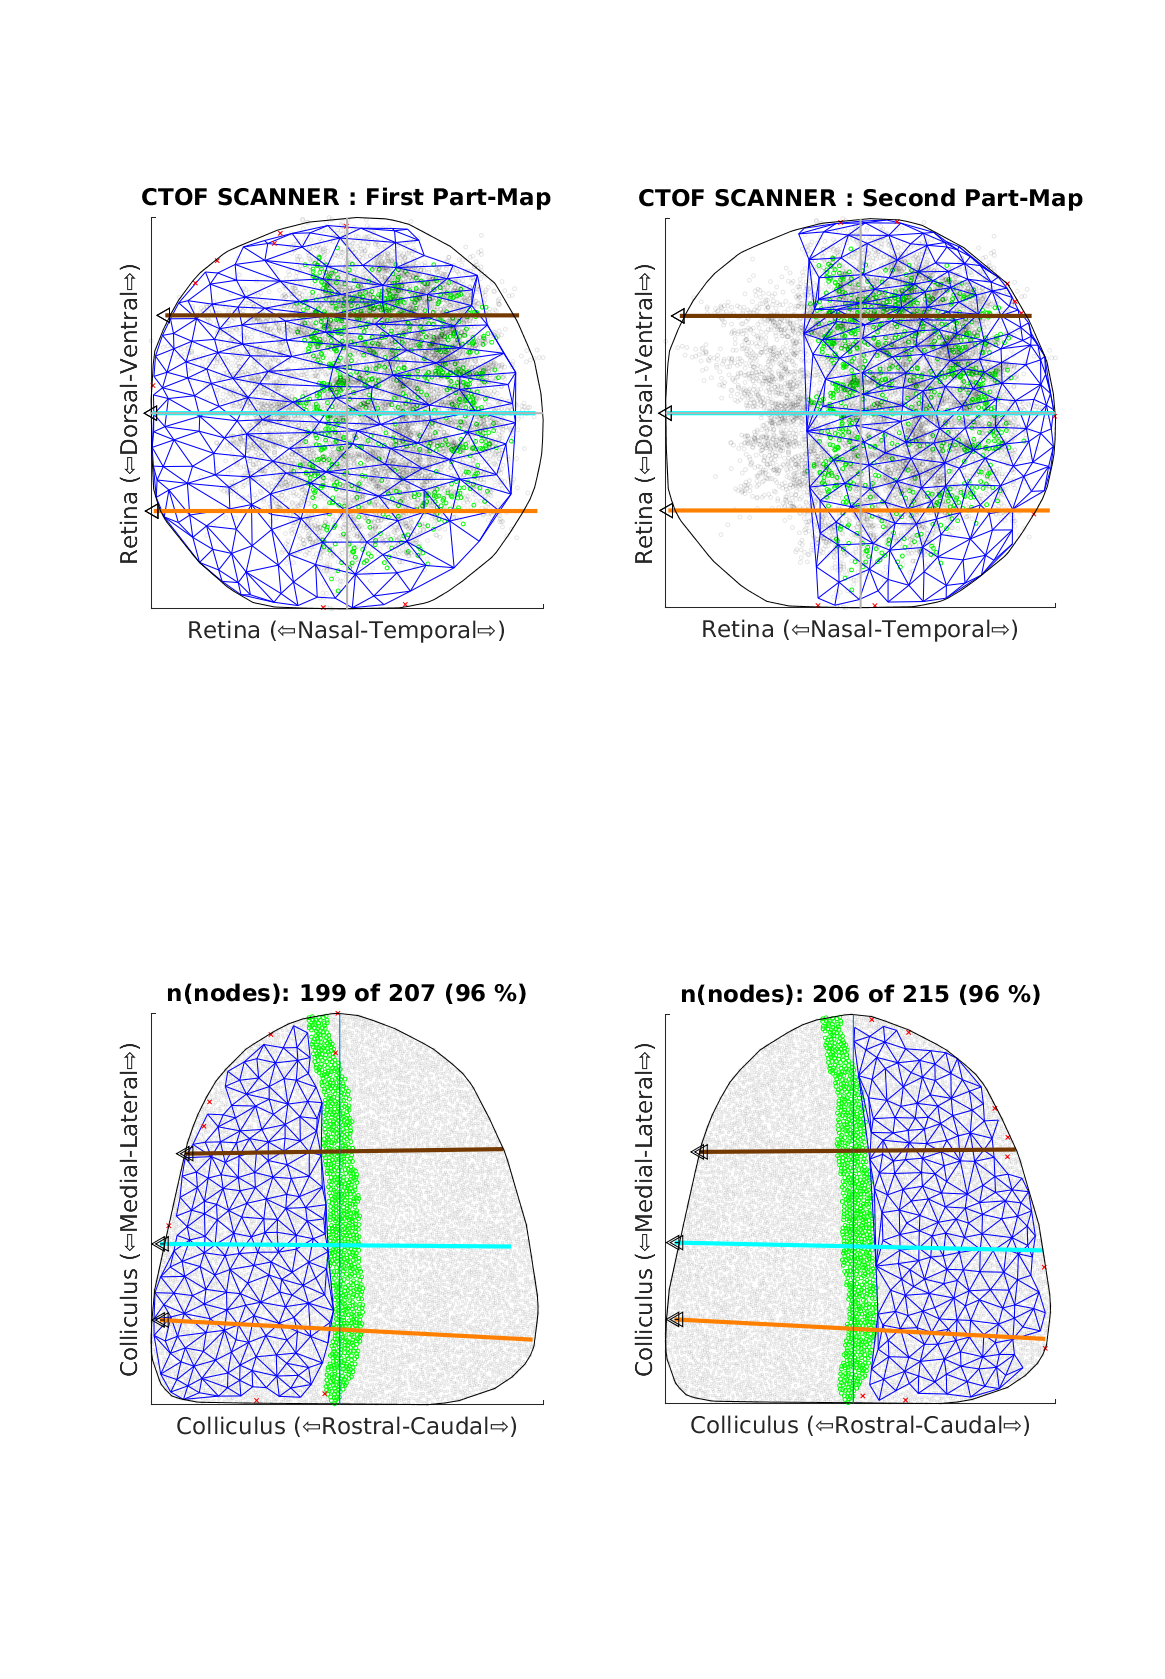 CTOF SCANNER : First Part-Map
CTOF SCANNER : Second Part-Map
Retina (⇦Dorsal-Ventral⇨)
Retina (⇦Nasal-Temporal⇨)
Retina (⇦Dorsal-Ventral⇨)
Retina (⇦Nasal-Temporal⇨)
n(nodes): 199 of 207 (96 %)
n(nodes): 206 of 215 (96 %)
Colliculus (⇦Medial-Lateral⇨)
Colliculus (⇦Rostral-Caudal⇨)
Colliculus (⇦Medial-Lateral⇨)
Colliculus (⇦Rostral-Caudal⇨)